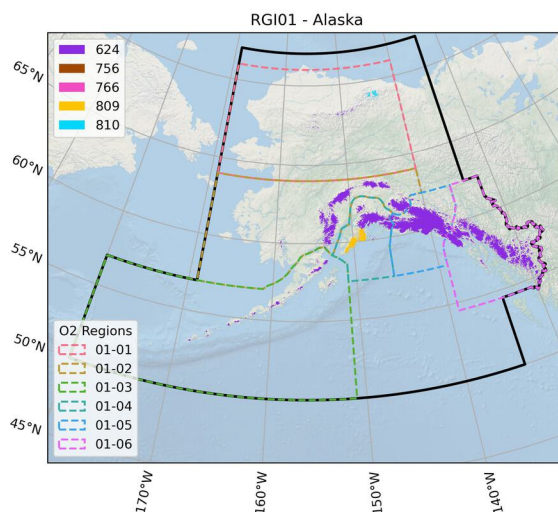 RGI01 - Alaska
624
756
766
809
810
65°N
60°N
55°N
50°N
45°N
O2 Regions
01-01
01-02
01-03
01-04
01-05
01-06
170°W
160°W
150°W
140°W